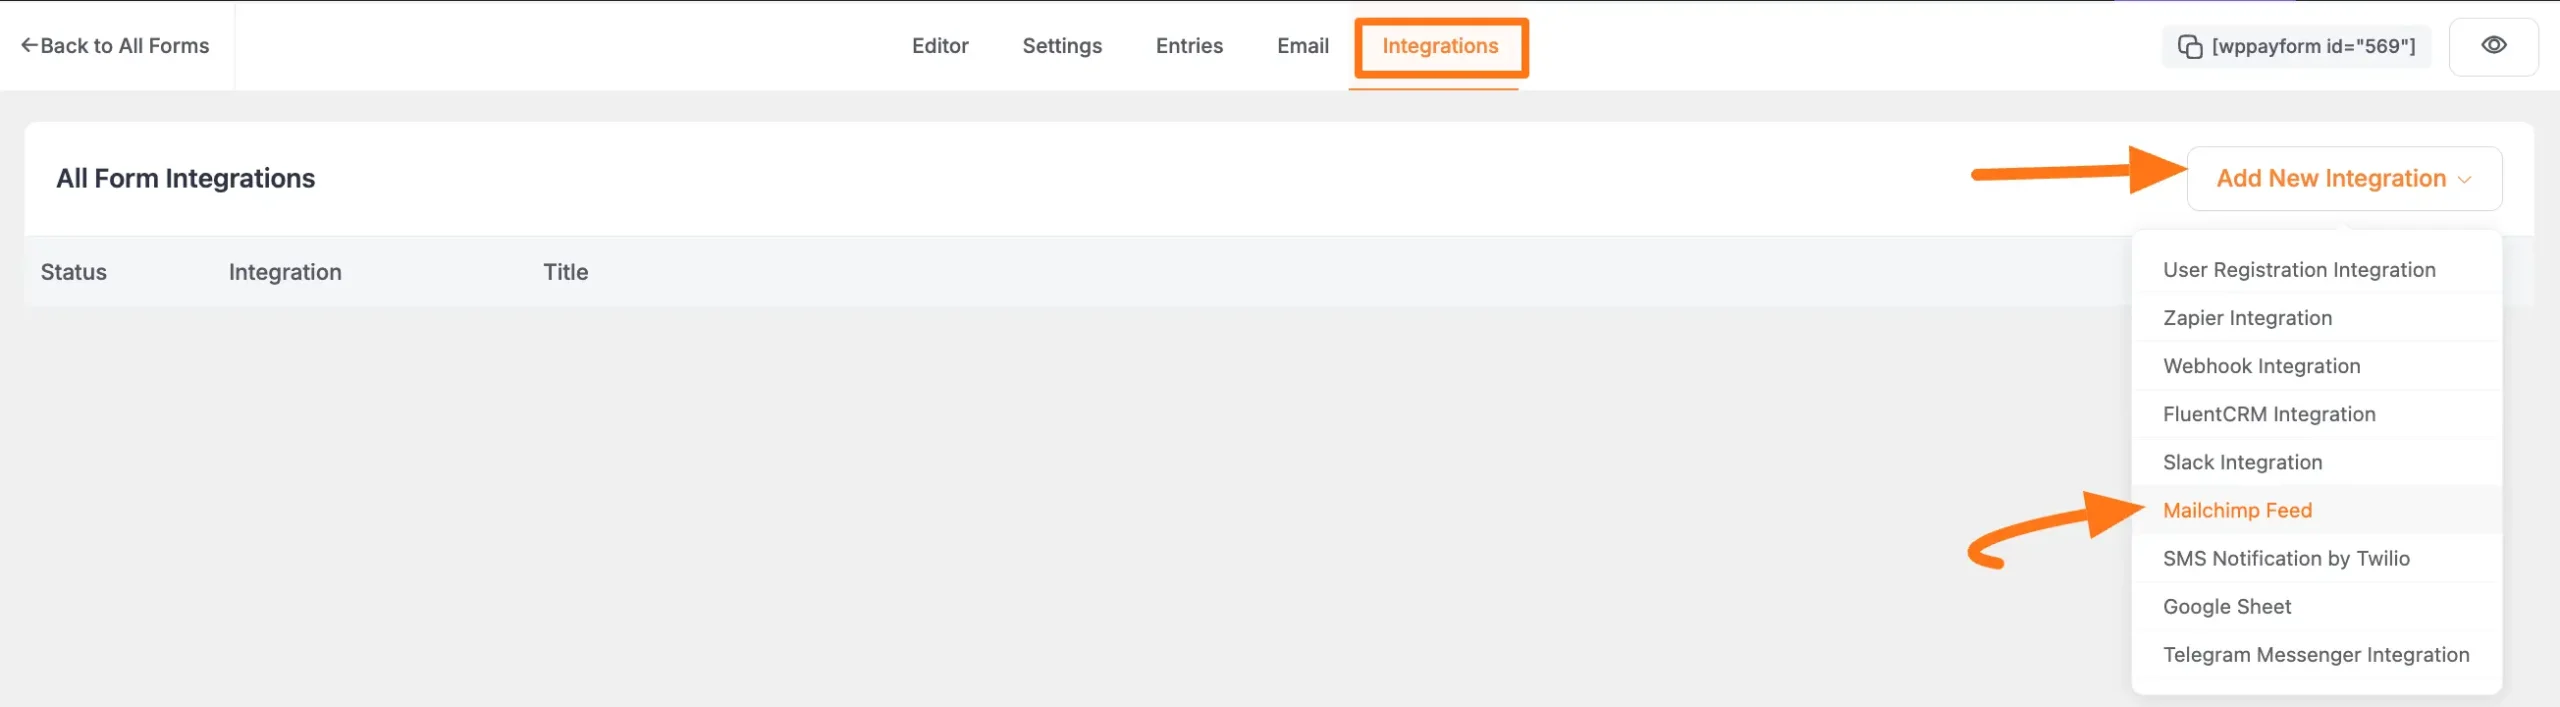 ←Back to All Forms
Editor
Settings
Entries
Email
Integrations
[wppayform id="569"]
All Form Integrations
Add New Integration
Status
Integration
Title
User Registration Integration
Zapier Integration
Webhook Integration
FluentCRM Integration
Slack Integration
Mailchimp Feed
SMS Notification by Twilio
Google Sheet
Telegram Messenger Integration